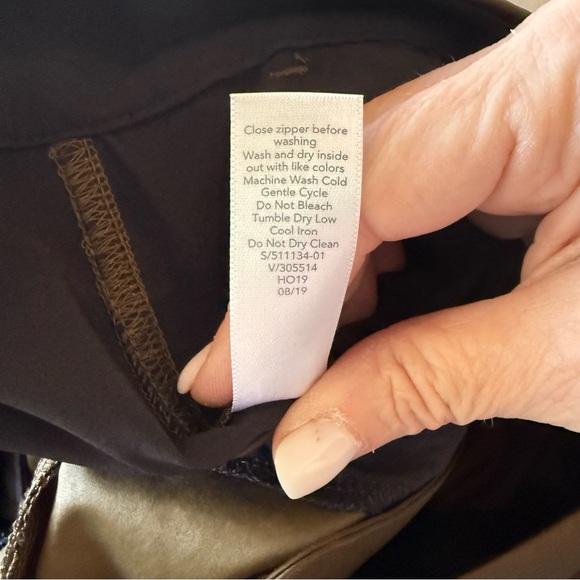 Close zipper before
washing
Wash and dry inside
out with like colors
Machine Wash Cold
Gentle Cycle
Do Not Bleach
Tumble Dry Low
Cool Iron
Do Not Dry Clean
S/511134-01
V/305514
HO19
08/19